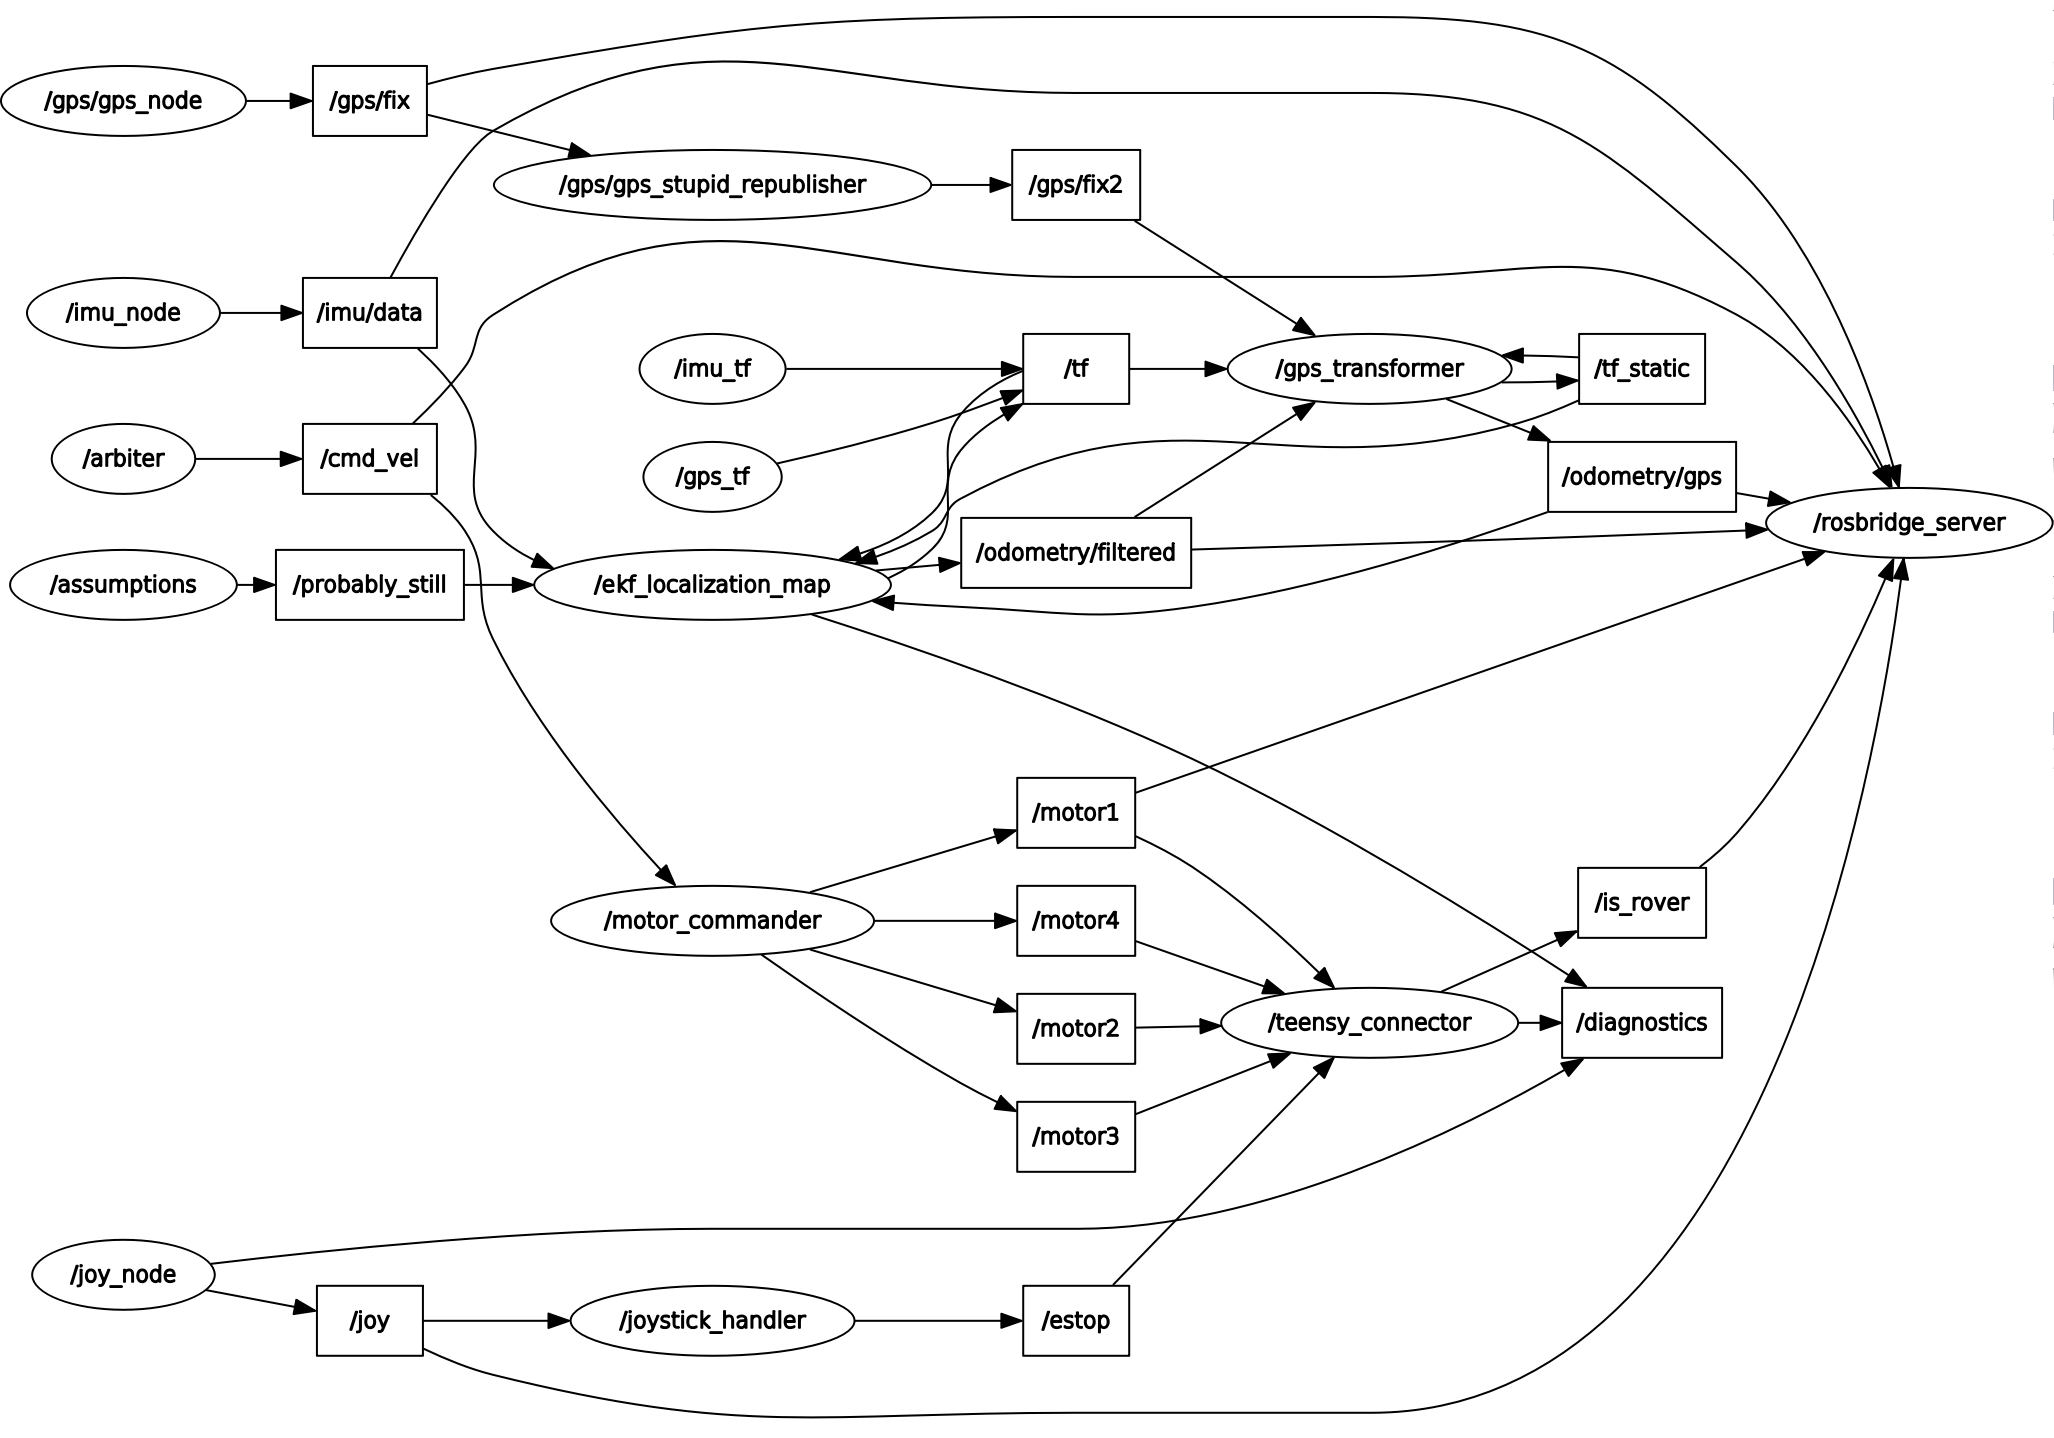 /gps/gps_node
/gps/fix
/gps/gps_stupid_republisher
/gps/fix2
/imu_node
/imu/data
/imu_tf
/tf
/gps_transformer
/tf_static
/arbiter
/cmd_vel
/gps_tf
/odometry/gps
/rosbridge_server
/odometry/filtered
/assumptions
/probably_still
/ekf_localization_map
/motor1
/motor_commander
/motor4
/is_rover
/motor2
/teensy_connector
/diagnostics
/motor3
/joy_node
/joy
/joystick_handler
/estop